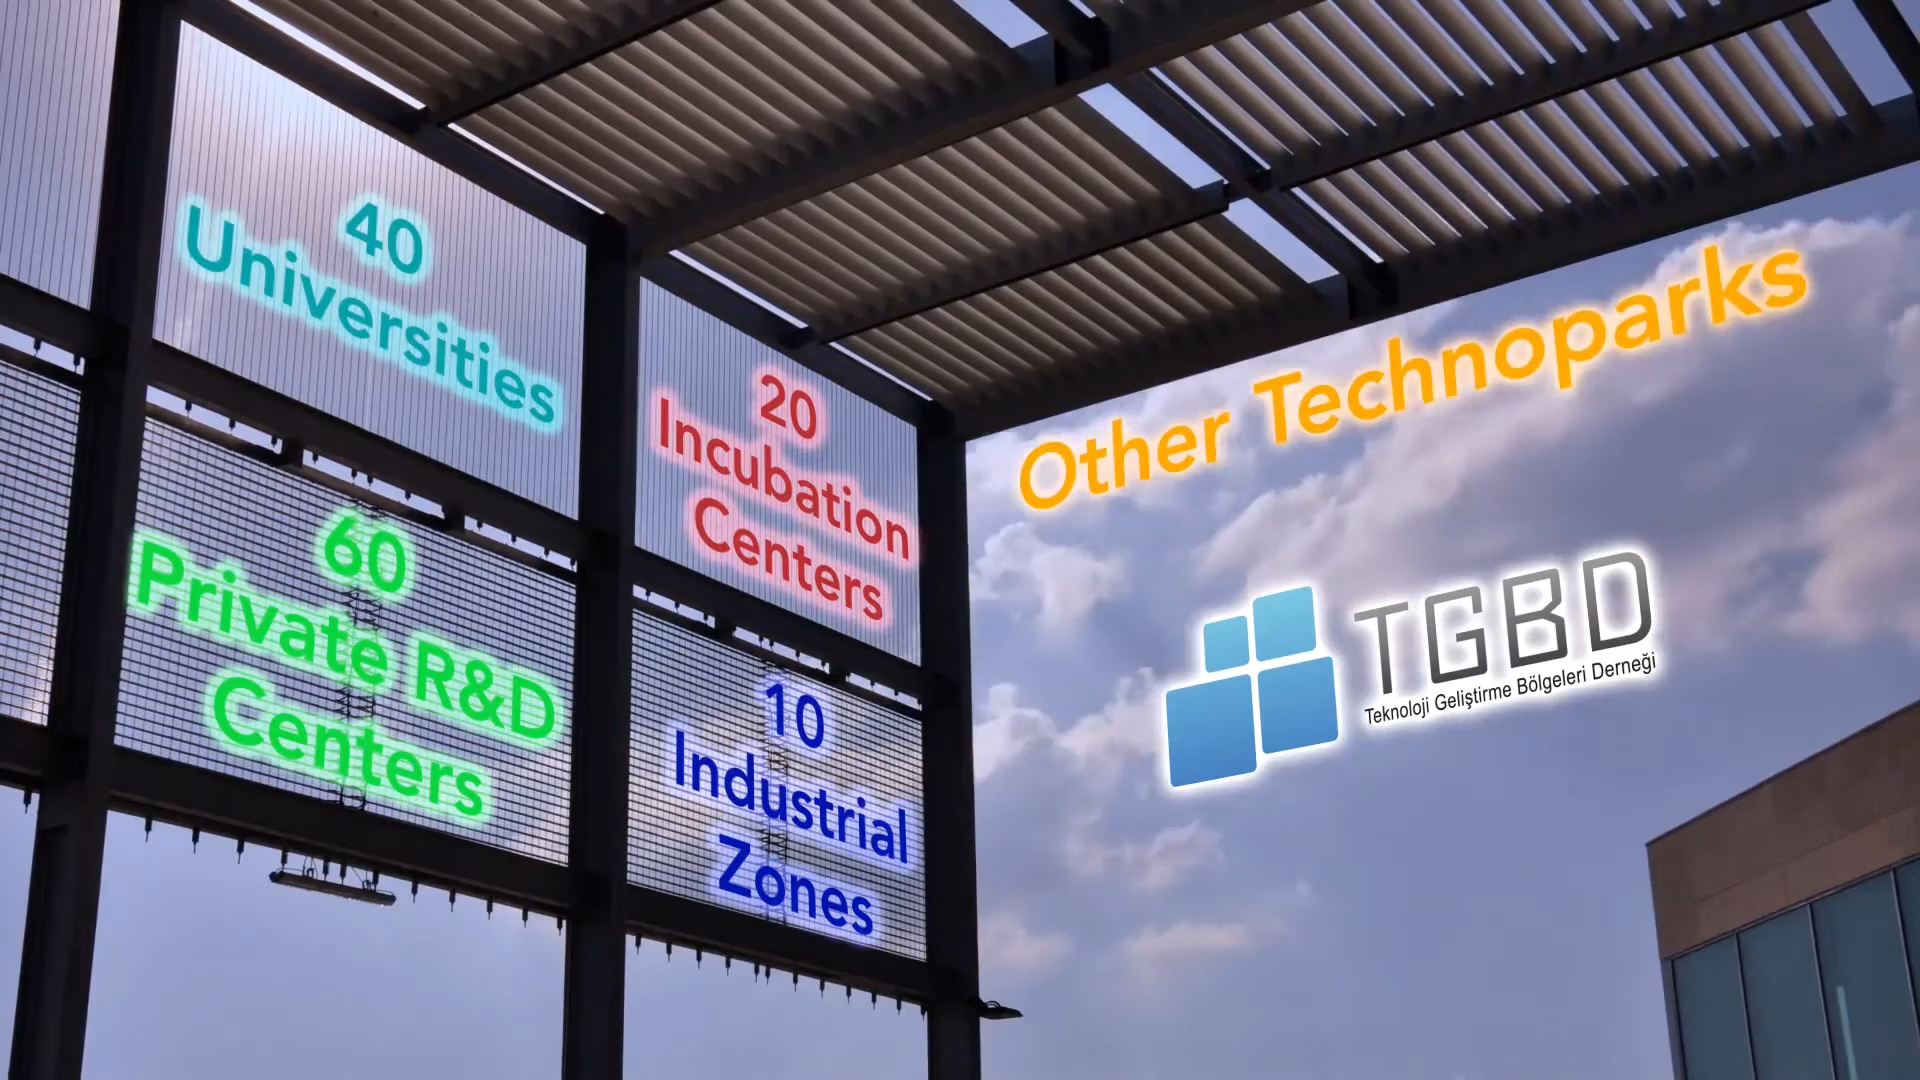 40
Universities
20
Incubation
Centers
60
Private R&D
Centers
10
Industrial
Zones
Other Technoparks
TGBD
Teknoloji Geliştirme Bölgeleri Derneği